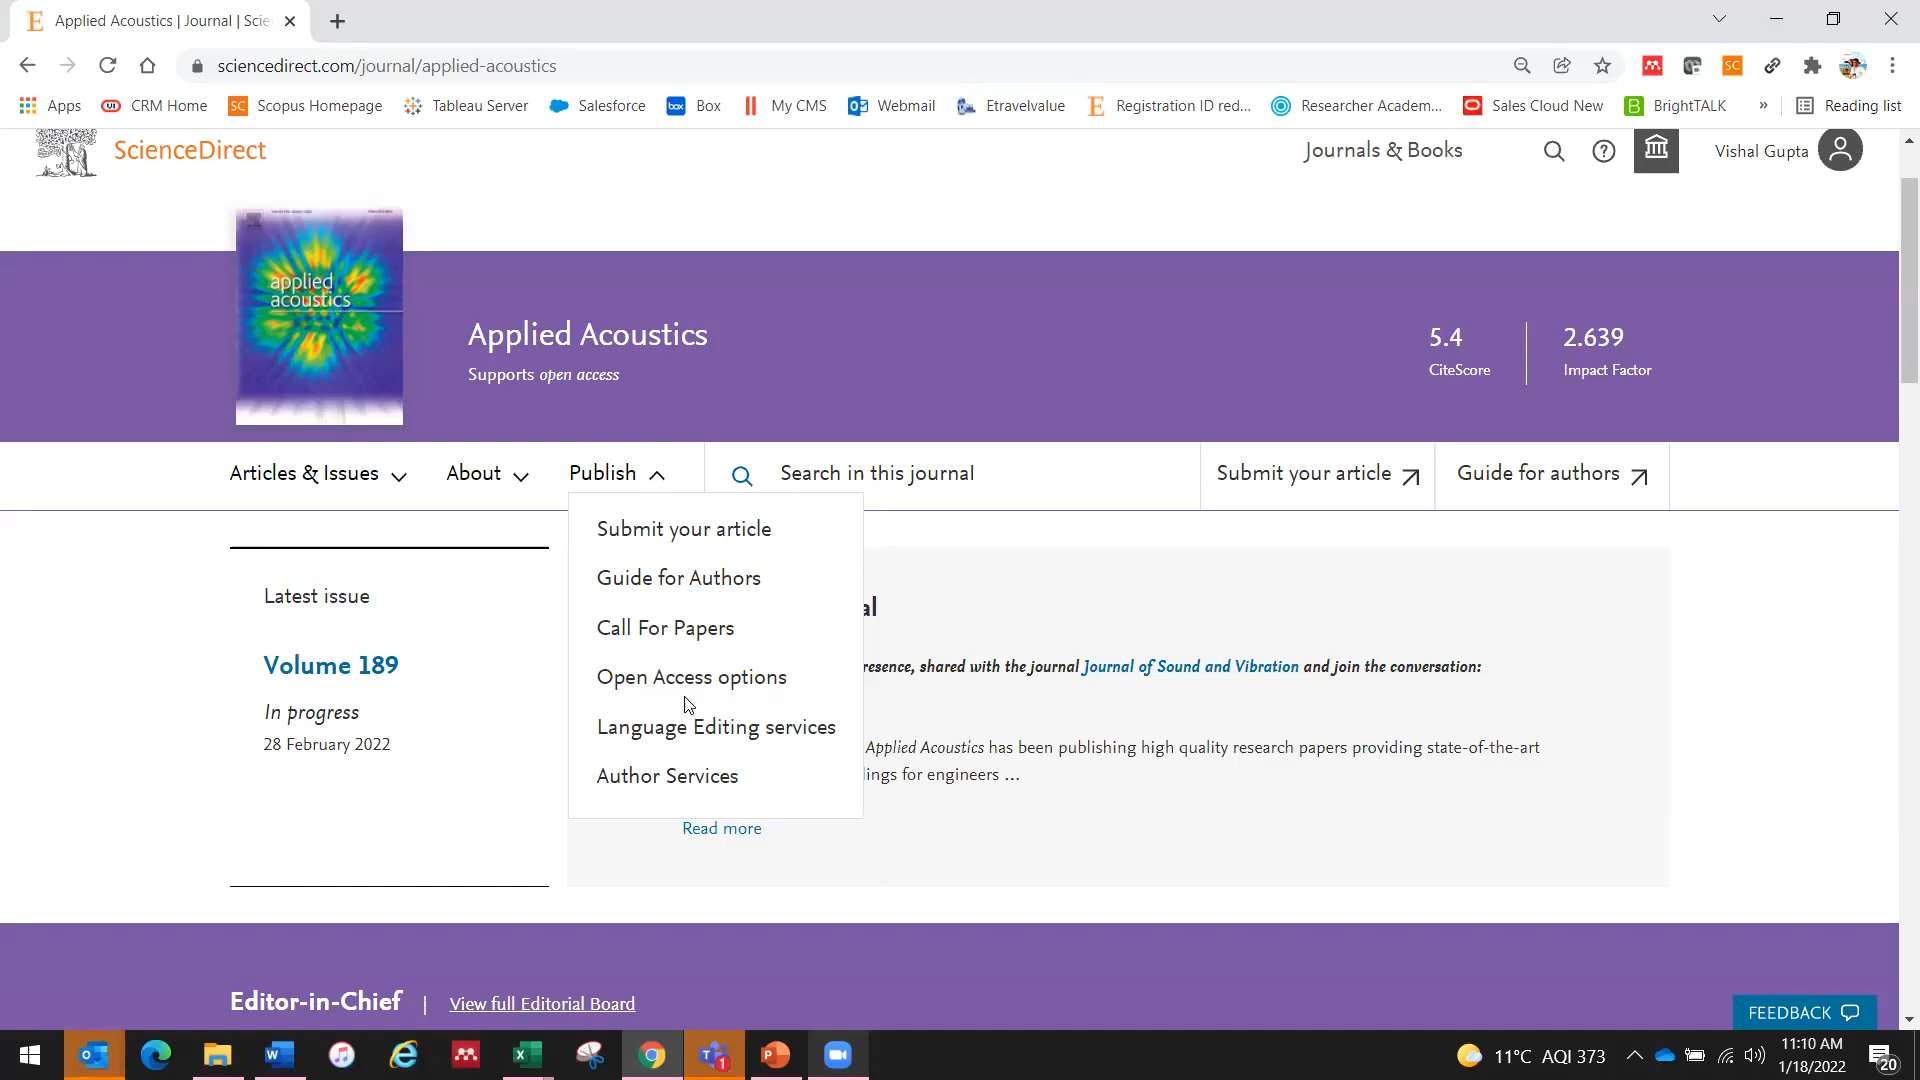 Applied Acoustics | Journal | Scie
sciencedirect.com/journal/applied-acoustics
SC
Apps
CRM Home
SC Scopus Homepage
Tableau Server
Salesforce
box Box
My CMS
Webmail
Etravelvalue
E Registration ID red...
Researcher Academ...
Sales Cloud New
B BrightTALK
»
Reading list
ScienceDirect
Journals & Books
Vishal Gupta
applied
acoustics
Applied Acoustics
Supports open access
5.4
CiteScore
2.639
Impact Factor
Articles & Issues
About
Publish
Search in this journal
Submit your article
Guide for authors
Submit your article
Guide for Authors
Call For Papers
Open Access options
Language Editing services
Author Services
Latest issue
Volume 189
In progress
28 February 2022
al
resence, shared with the journal Journal of Sound and Vibration and join the conversation:
Applied Acoustics has been publishing high quality research papers providing state-of-the-art
lings for engineers ...
Read more
Editor-in-Chief | View full Editorial Board
FEEDBACK
11°C AQI 373
11:10 AM
1/18/2022
20